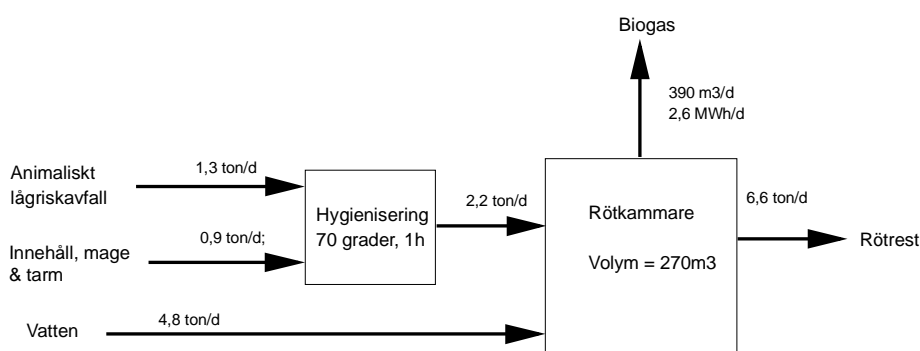 Biogas
390 m3/d
2,6 MWh/d
Animaliskt
lågriskavfall
1,3 ton/d
Hygienisering
70 grader, 1h
2,2 ton/d
Rötkammare
Volym = 270m3
6,6 ton/d
Rötrest
Innehåll, mage
& tarm
0,9 ton/d;
Vatten
4,8 ton/d